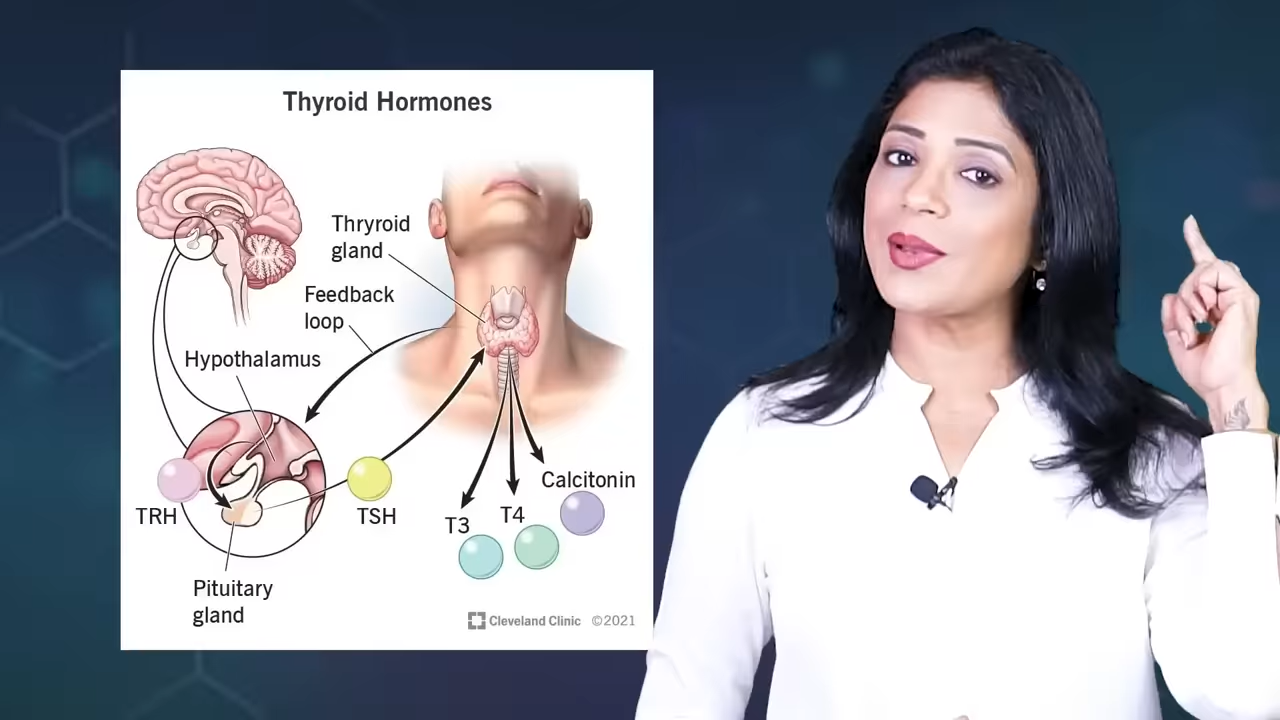 Thyroid Hormones
Thryroid
gland
Feedback
loop
Hypothalamus
TRH
TSH
Calcitonin
T3
T4
Pituitary
gland
Cleveland Clinic ©2021